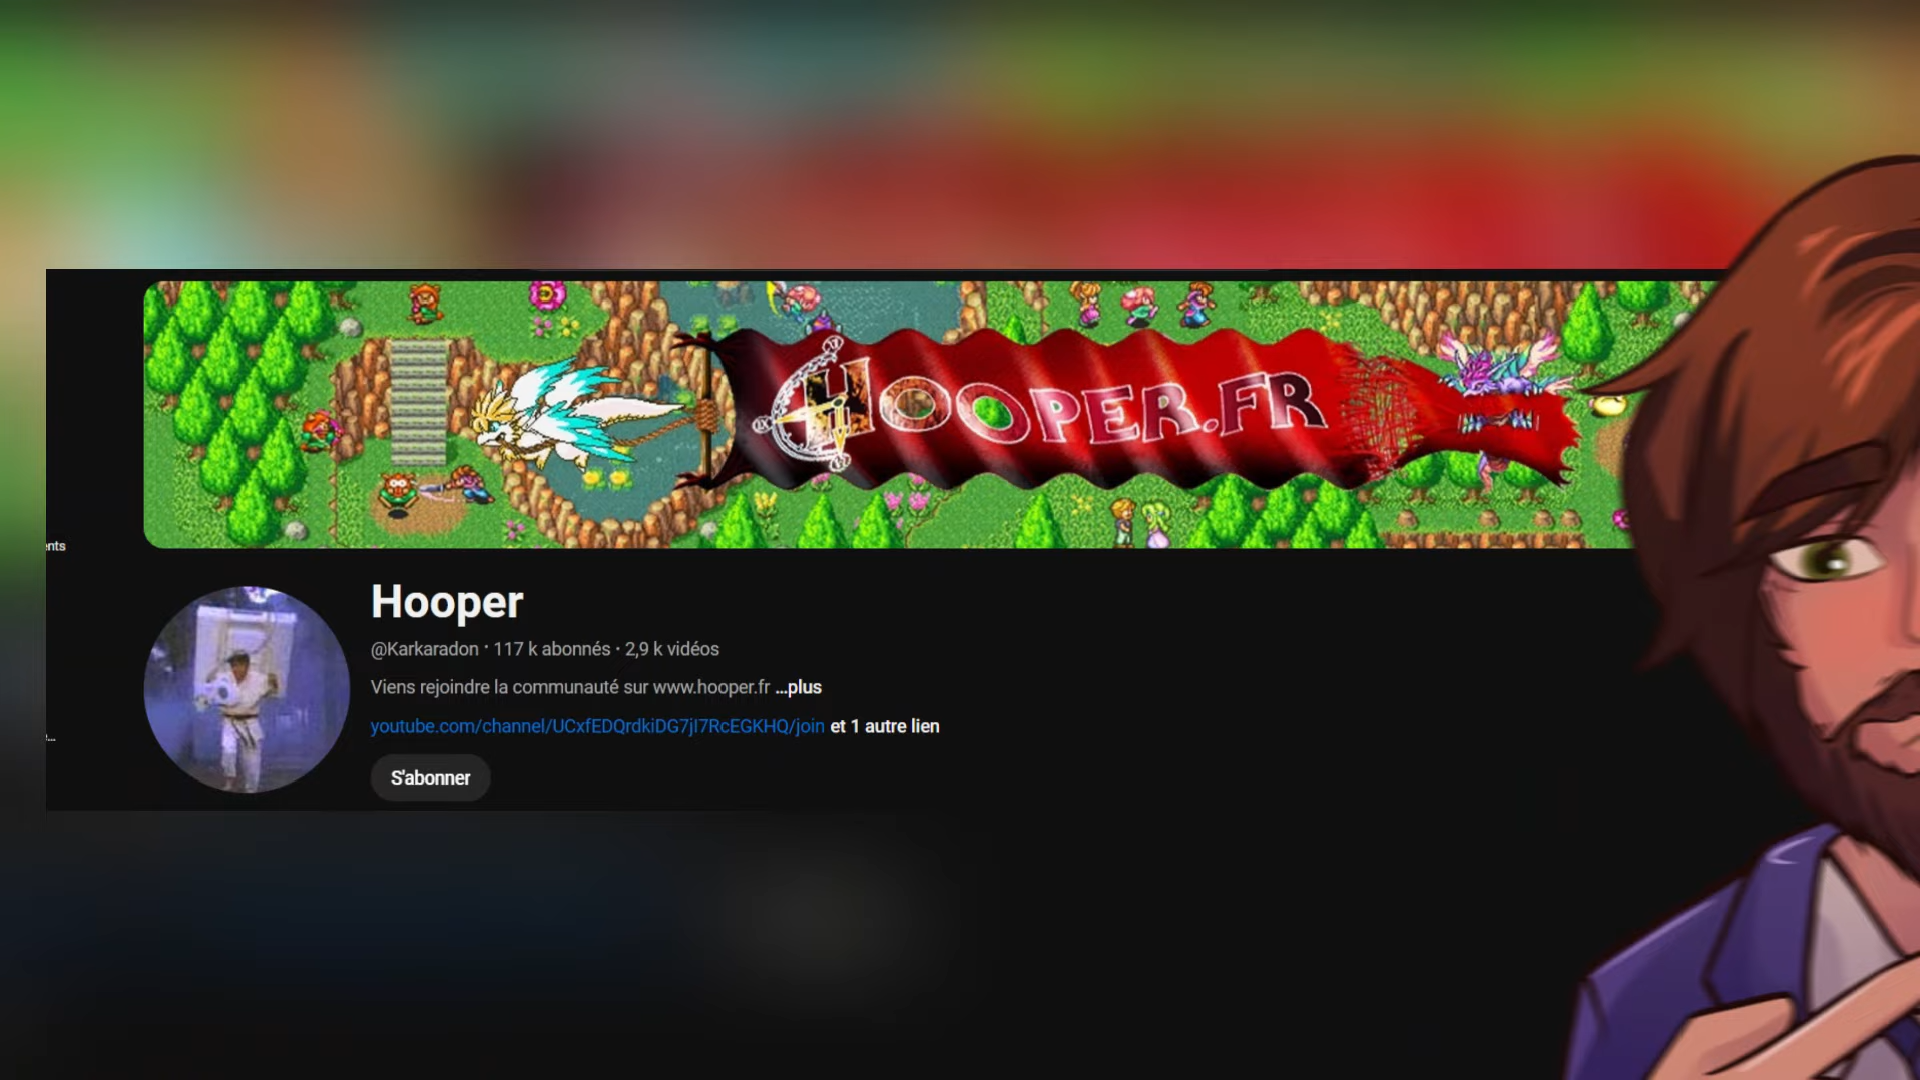 HOOPER.FR
ents
Hooper
@Karkaradon · 117 k abonnés · 2,9 k vidéos
Viens rejoindre la communauté sur www.hooper.fr ...plus
youtube.com/channel/UCxfEDQrdkiDG7jI7RcEGKHQ/join et 1 autre lien
...
S'abonner